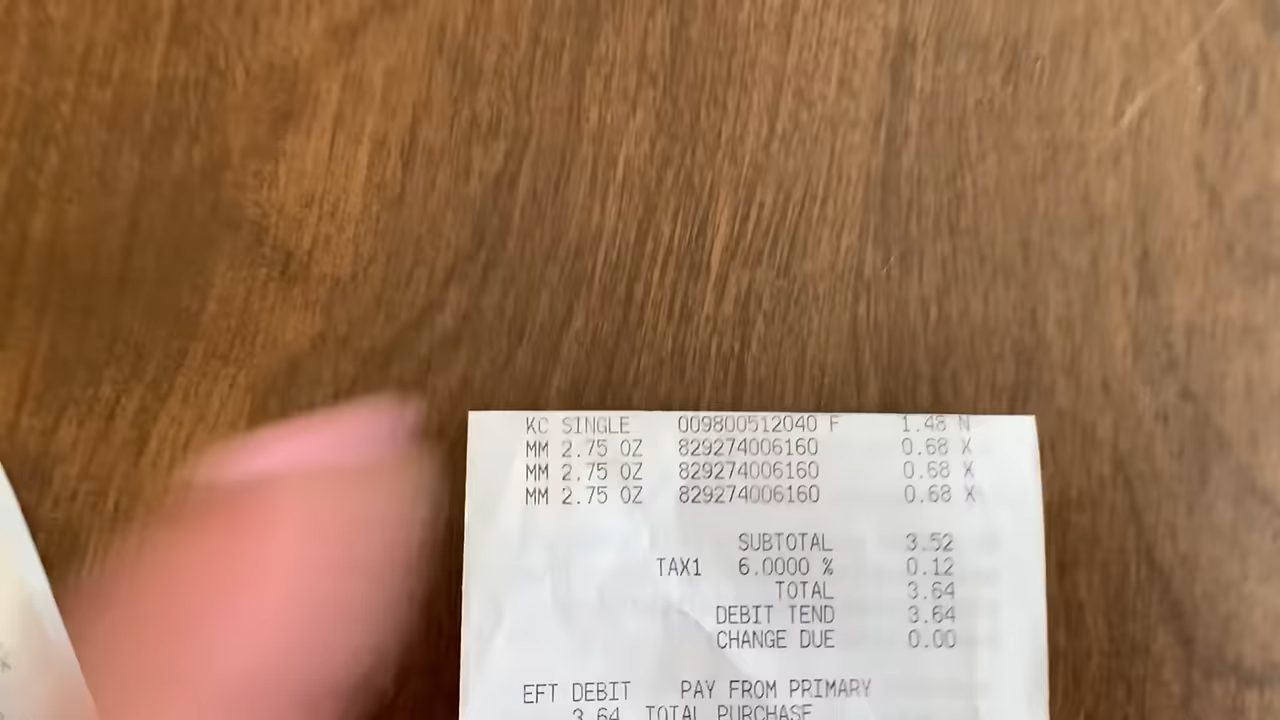 KC SINGLE 009800512040 F 1.48 N
MM 2.75 OZ 829274006160 0.68 X
MM 2.75 OZ 829274006160 0.68 X
MM 2.75 OZ 829274006160 0.68 X
SUBTOTAL 3.52
TAX1 6.0000 % 0.12
TOTAL 3.64
DEBIT TEND 3.64
CHANGE DUE 0.00
EFT DEBIT PAY FROM PRIMARY
3.64 TOTAL PURCHASE